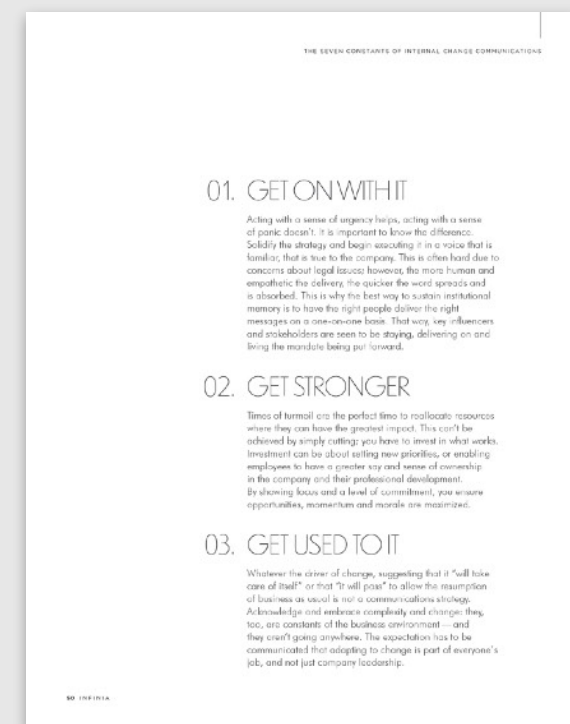 THE SEVEN CONSTANTS OF INTERNAL CHANGE COMMUNICATIONS
01. GET ON WITH IT
Acting with a sense of urgency helps, acting with a sense
of panic doesn't. It is important to know the difference.
Solidify the strategy and begin executing it in a voice that is
familiar, that is true to the company. This is often hard due to
concerns about legal issues; however, the more human and
empathetic the delivery, the quicker the word spreads and
is absorbed. This is why the best way to sustain institutional
memory is to have the right people deliver the right
messages on a one-on-one basis. That way, key influencers
and stakeholders are seen to be staying, delivering on and
living the mandate being put forward.
02. GET STRONGER
Times of turmoil are the perfect time to reallocate resources
where they can have the greatest impact. This can't be
achieved by simply cutting; you have to invest in what works.
Investment can be about setting new priorities, or enabling
employees to have a greater say and sense of ownership
in the company and their professional development.
By showing focus and a level of commitment, you ensure
opportunities, momentum and morale are maximized.
03. GET USED TO IT
Whatever the driver of change, suggesting that it "will take
care of itself" or that "it will pass" to allow the resumption
of business as usual is not a communications strategy.
Acknowledge and embrace complexity and change; they,
too, are constants of the business environment — and
they aren't going anywhere. The expectation has to be
communicated that adapting to change is part of everyone's
job, and not just company leadership.
50 INFINIA